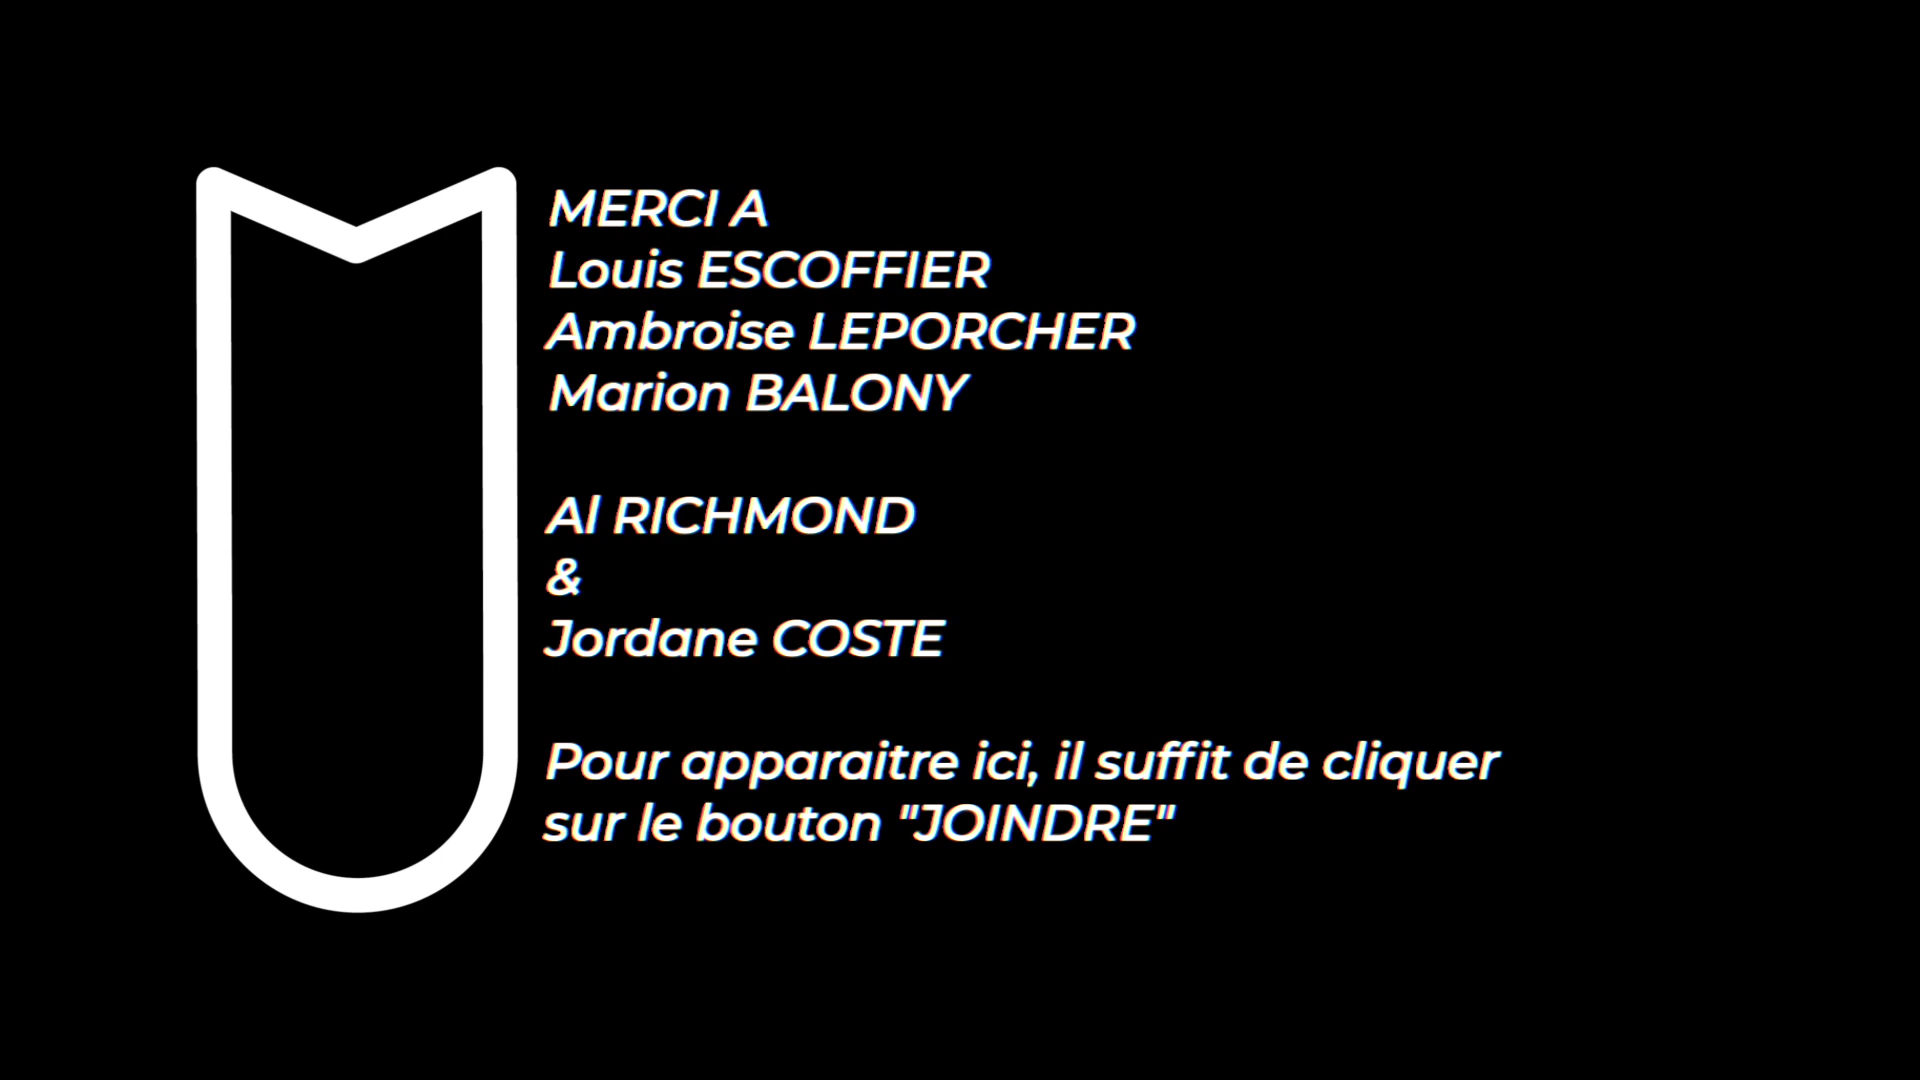 MERCI A
Louis ESCOFFIER
Ambroise LEPORCHER
Marion BALONY
Al RICHMOND
&
Jordane COSTE
Pour apparaitre ici, il suffit de cliquer
sur le bouton "JOINDRE"